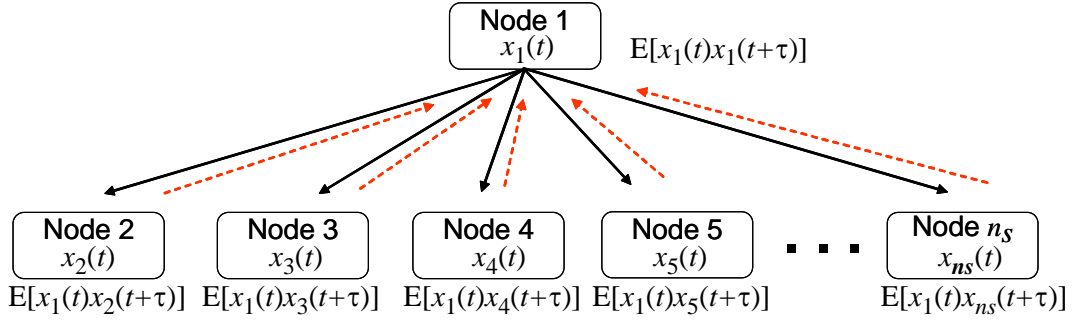 Node 1
x₁(t)
E[x₁(t)x₁(t+τ)]
Node 2
x₂(t)
E[x₁(t)x₂(t+τ)]
Node 3
x₃(t)
E[x₁(t)x₃(t+τ)]
Node 4
x₄(t)
E[x₁(t)x₄(t+τ)]
Node 5
x₅(t)
E[x₁(t)x₅(t+τ)]
Node nₛ
xₙₛ(t)
E[x₁(t)xₙₛ(t+τ)]